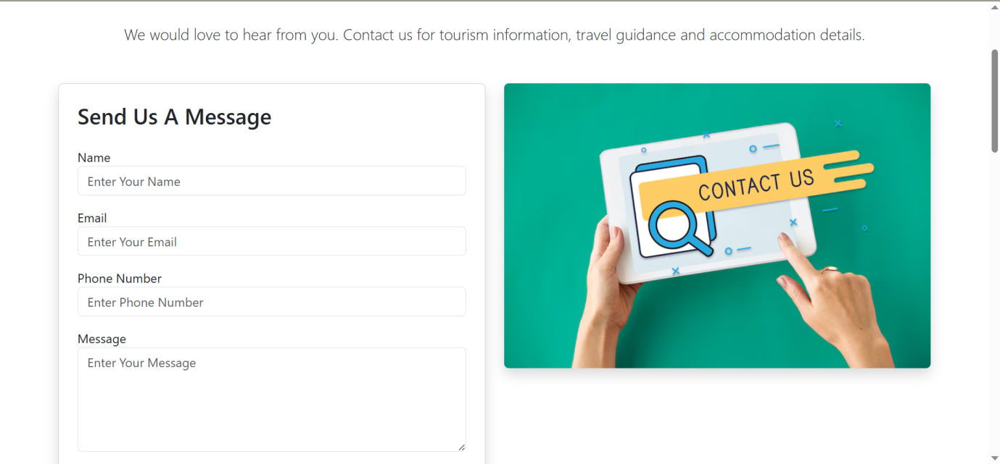 We would love to hear from you. Contact us for tourism information, travel guidance and accommodation details.
Send Us A Message
Name
Enter Your Name
Email
Enter Your Email
Phone Number
Enter Phone Number
Message
Enter Your Message
CONTACT US